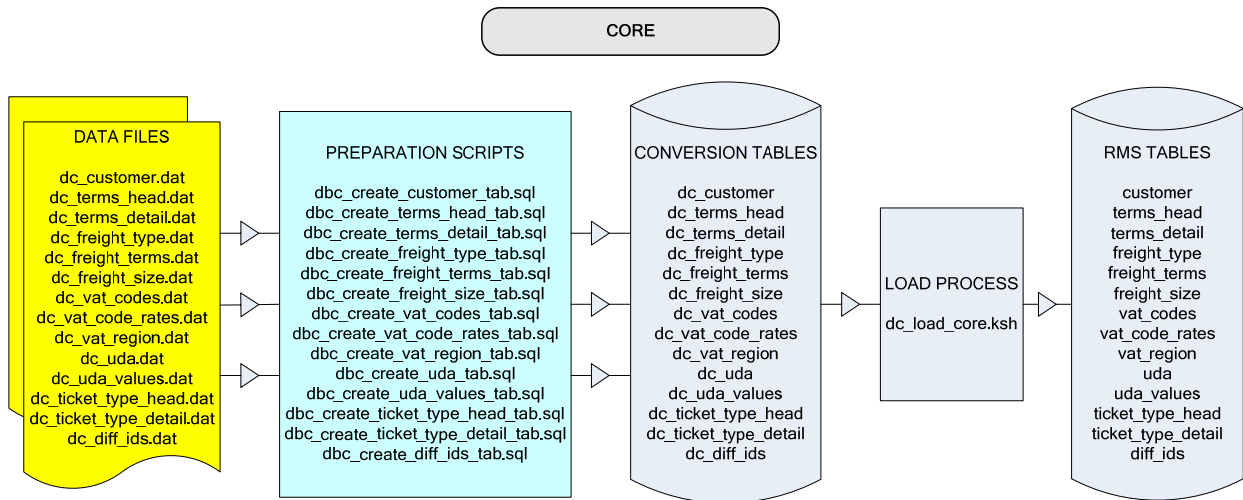 CORE
DATA FILES
dc_customer.dat
dc_terms_head.dat
dc_terms_detail.dat
dc_freight_type.dat
dc_freight_terms.dat
dc_freight_size.dat
dc_vat_codes.dat
dc_vat_code_rates.dat
dc_vat_region.dat
dc_uda.dat
dc_uda_values.dat
dc_ticket_type_head.dat
dc_ticket_type_detail.dat
dc_diff_ids.dat
PREPARATION SCRIPTS
dbc_create_customer_tab.sql
dbc_create_terms_head_tab.sql
dbc_create_terms_detail_tab.sql
dbc_create_freight_type_tab.sql
dbc_create_freight_terms_tab.sql
dbc_create_freight_size_tab.sql
dbc_create_vat_codes_tab.sql
dbc_create_vat_code_rates_tab.sql
dbc_create_vat_region_tab.sql
dbc_create_uda_tab.sql
dbc_create_uda_values_tab.sql
dbc_create_ticket_type_head_tab.sql
dbc_create_ticket_type_detail_tab.sql
dbc_create_diff_ids_tab.sql
CONVERSION TABLES
dc_customer
dc_terms_head
dc_terms_detail
dc_freight_type
dc_freight_terms
dc_freight_size
dc_vat_codes
dc_vat_code_rates
dc_vat_region
dc_uda
dc_uda_values
dc_ticket_type_head
dc_ticket_type_detail
dc_diff_ids
LOAD PROCESS
dc_load_core.ksh
RMS TABLES
customer
terms_head
terms_detail
freight_type
freight_terms
freight_size
vat_codes
vat_code_rates
vat_region
uda
uda_values
ticket_type_head
ticket_type_detail
diff_ids